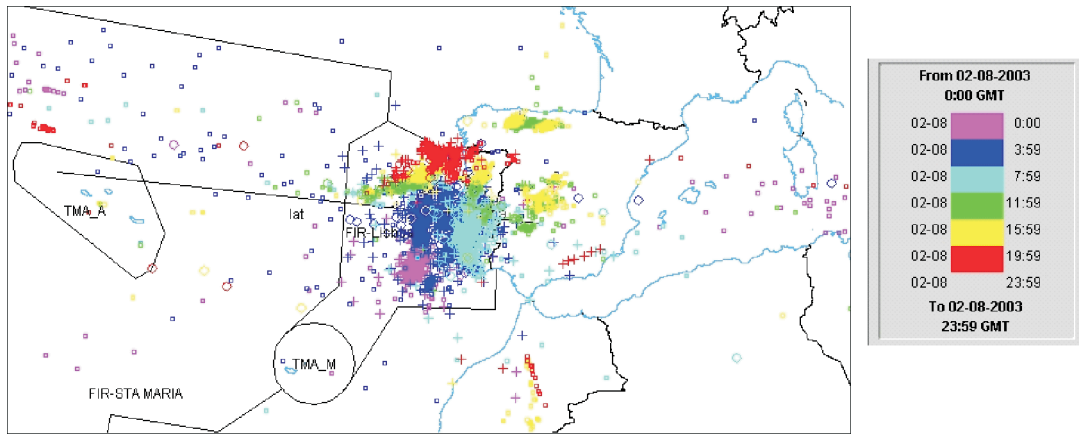 TMA_A
lat
FIR-Lisboa
TMA_M
FIR-STA MARIA
From 02-08-2003
0:00 GMT
02-08 0:00
02-08 3:59
02-08 7:59
02-08 11:59
02-08 15:59
02-08 19:59
02-08 23:59
To 02-08-2003
23:59 GMT